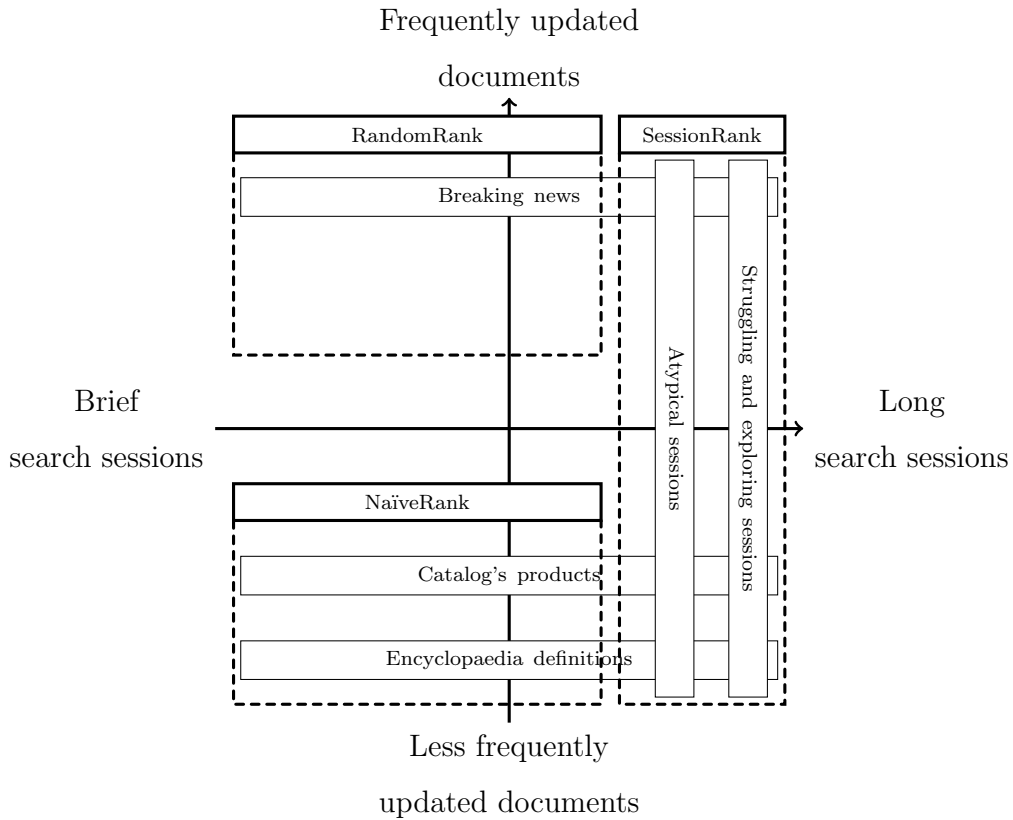 Frequently updated
documents
RandomRank
SessionRank
Breaking news
Struggling and exploring sessions
Atypical sessions
Brief
search sessions
Long
search sessions
NaïveRank
Catalog's products
Encyclopaedia definitions
Less frequently
updated documents